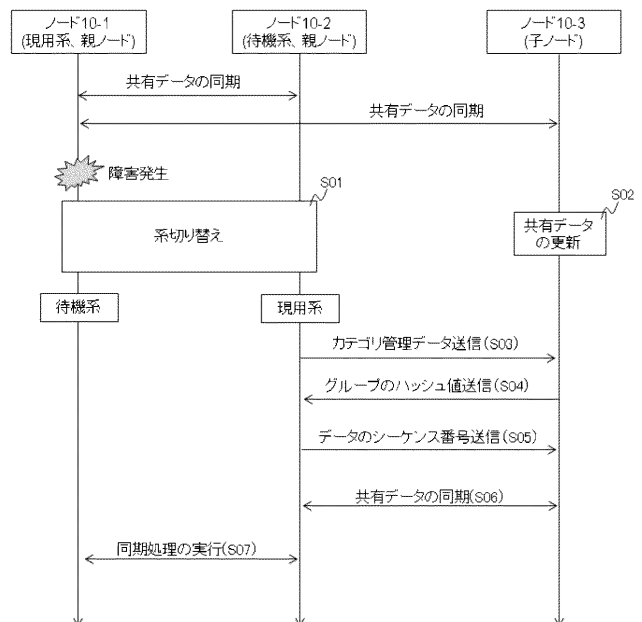 ノード10-1
(現用系、親ノード)
ノード10-2
(待機系、親ノード)
ノード10-3
(子ノード)
共有データの同期
共有データの同期
障害発生
S01
S02
系切り替え
共有データ
の更新
待機系
現用系
カテゴリ管理データ送信(S03)
グループのハッシュ値送信(S04)
データのシーケンス番号送信(S05)
共有データの同期(S06)
同期処理の実行(S07)